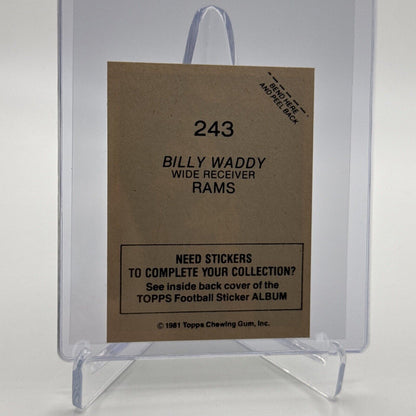 BEND HERE
AND PEEL BACK
243
BILLY WADDY
WIDE RECEIVER
RAMS
NEED STICKERS
TO COMPLETE YOUR COLLECTION?
See inside back cover of the
TOPPS Football Sticker ALBUM
© 1981 Topps Chewing Gum, Inc.